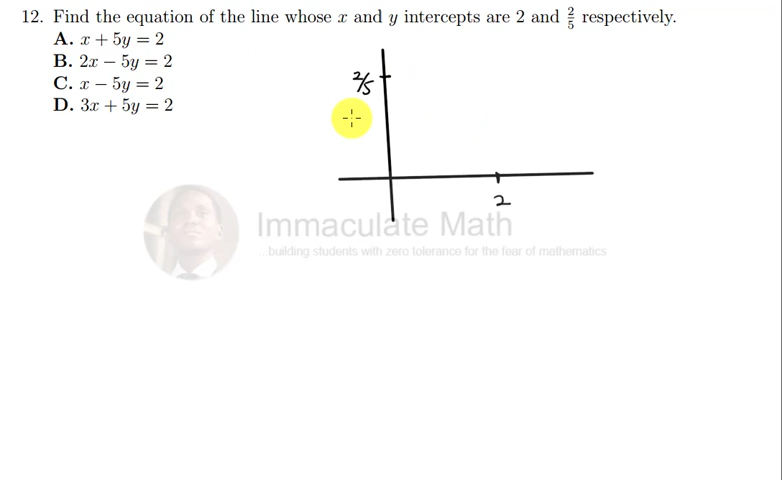 12. Find the equation of the line whose x and y intercepts are 2 and 2/5 respectively.
A. x + 5y = 2
B. 2x − 5y = 2
C. x − 5y = 2
D. 3x + 5y = 2
2/5
2
Immaculate Math
..building students with zero tolerance for the fear of mathematics